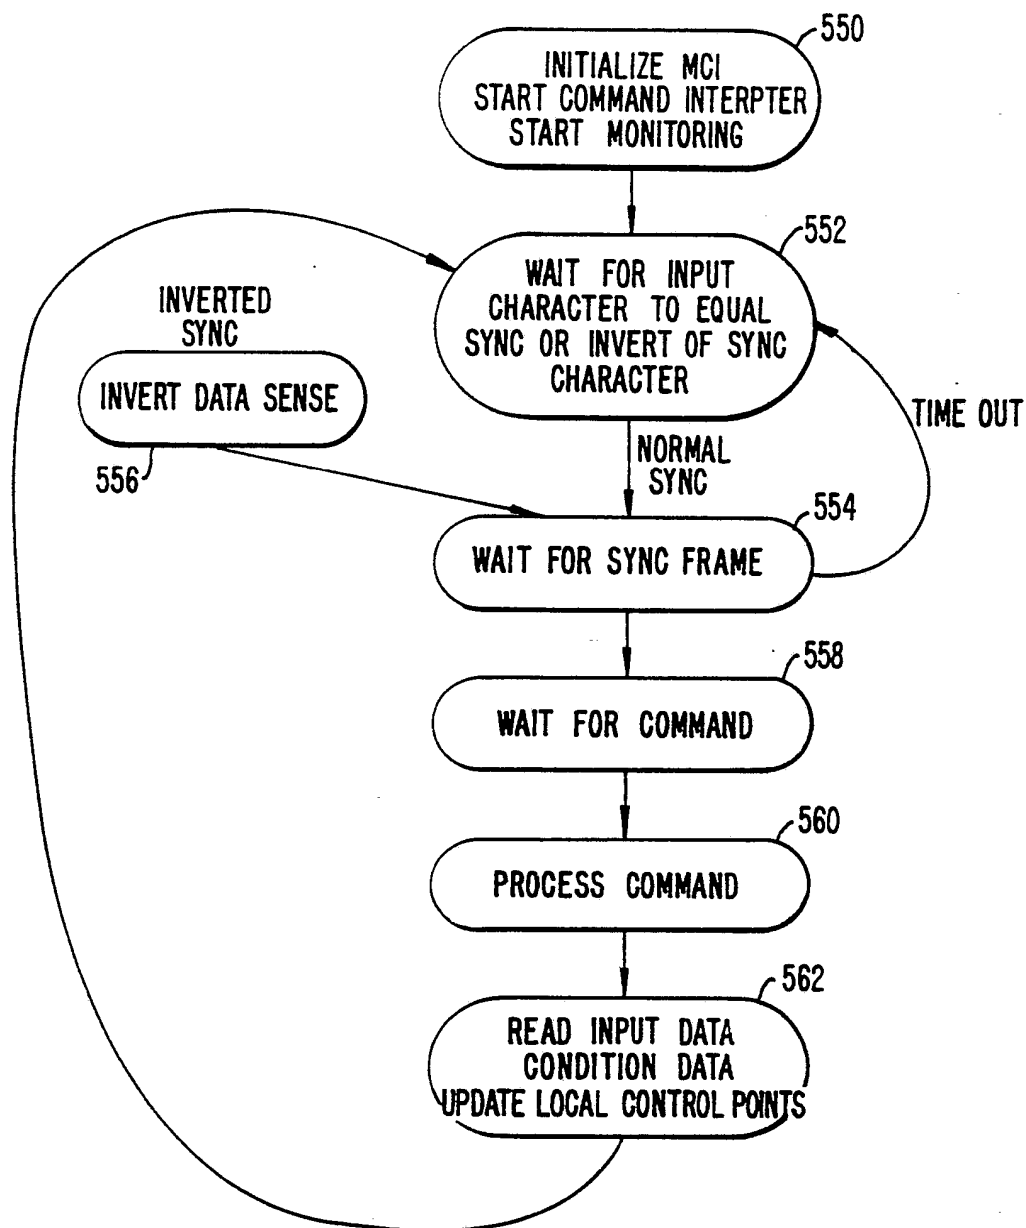 550
INITIALIZE MCI
START COMMAND INTERPTER
START MONITORING
552
WAIT FOR INPUT
CHARACTER TO EQUAL
SYNC OR INVERT OF SYNC
CHARACTER
INVERTED
SYNC
INVERT DATA SENSE
556
TIME OUT
NORMAL
SYNC
554
WAIT FOR SYNC FRAME
558
WAIT FOR COMMAND
560
PROCESS COMMAND
562
READ INPUT DATA
CONDITION DATA
UPDATE LOCAL CONTROL POINTS